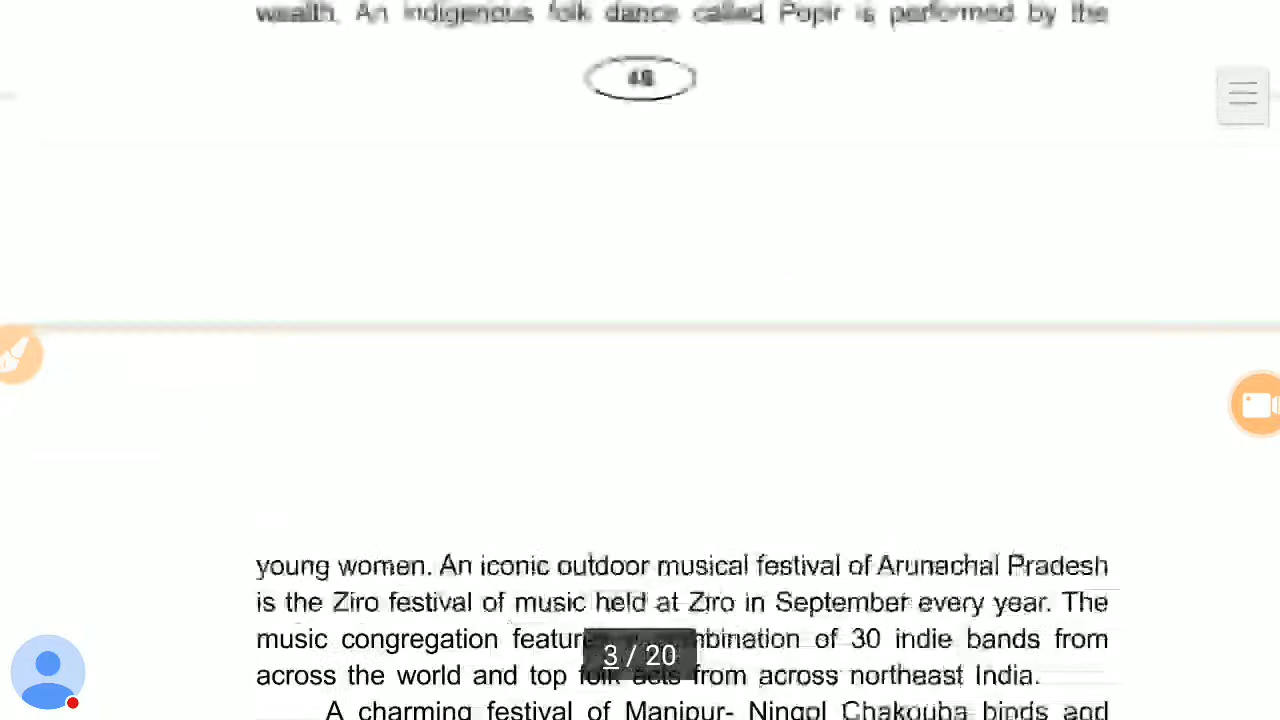 wealth. An indigenous folk dance called Popir is performed by the
young women. An iconic outdoor musical festival of Arunachal Pradesh
is the Ziro festival of music held at Ziro in September every year. The
music congregation of 30 indie bands from
3 / 20
across the world and top folk acts from across northeast India.
A charming festival of Manipur- Ningol Chakouba binds and